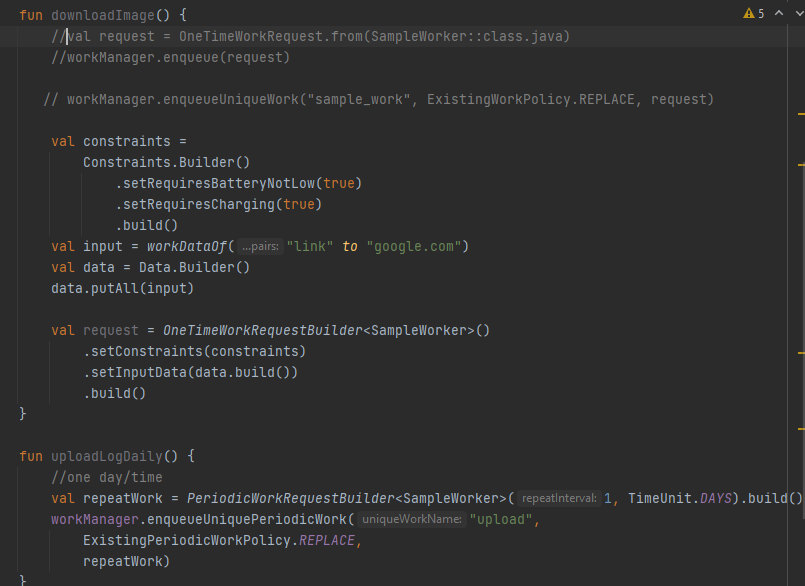 fun downloadImage() {
5
//val request = OneTimeWorkRequest.from(SampleWorker::class.java)
//workManager.enqueue(request)
// workManager.enqueueUniqueWork("sample_work", ExistingWorkPolicy.REPLACE, request)
val constraints =
Constraints.Builder()
.setRequiresBatteryNotLow(true)
.setRequiresCharging(true)
.build()
val input = workDataOf( ...pairs: "link" to "google.com")
val data = Data.Builder()
data.putAll(input)
val request = OneTimeWorkRequestBuilder<SampleWorker>()
.setConstraints(constraints)
.setInputData(data.build())
.build()
}
fun uploadLogDaily() {
//one day/time
val repeatWork = PeriodicWorkRequestBuilder<SampleWorker>( repeatInterval: 1, TimeUnit.DAYS).build()
workManager.enqueueUniquePeriodicWork( uniqueWorkName: "upload",
ExistingPeriodicWorkPolicy.REPLACE,
repeatWork)
}